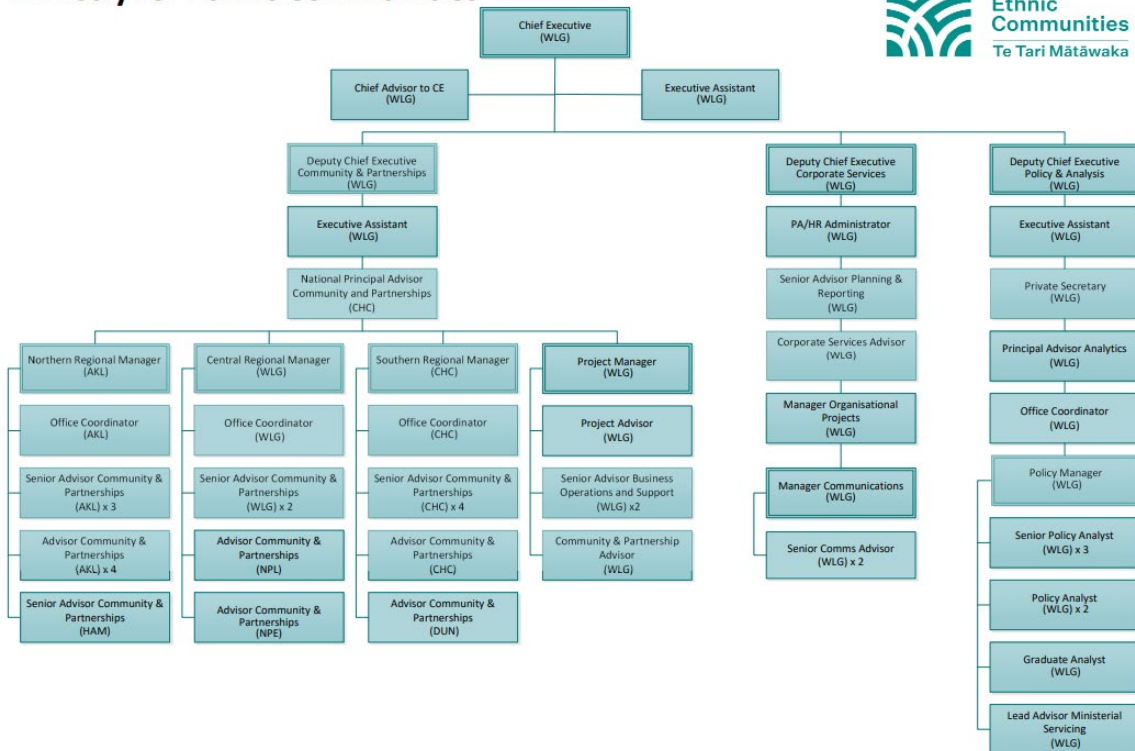 Ethnic
Communities
Te Tari Mātāwaka
Chief Executive
(WLG)
Chief Advisor to CE
(WLG)
Executive Assistant
(WLG)
Deputy Chief Executive
Community & Partnerships
(WLG)
Executive Assistant
(WLG)
National Principal Advisor
Community and Partnerships
(CHC)
Northern Regional Manager
(AKL)
Office Coordinator
(AKL)
Senior Advisor Community &
Partnerships
(AKL) x 3
Advisor Community &
Partnerships
(AKL) x 4
Senior Advisor Community &
Partnerships
(HAM)
Central Regional Manager
(WLG)
Office Coordinator
(WLG)
Senior Advisor Community &
Partnerships
(WLG) x 2
Advisor Community &
Partnerships
(NPL)
Advisor Community &
Partnerships
(NPE)
Southern Regional Manager
(CHC)
Office Coordinator
(CHC)
Senior Advisor Community &
Partnerships
(CHC) x 4
Advisor Community &
Partnerships
(CHC)
Advisor Community &
Partnerships
(DUN)
Project Manager
(WLG)
Project Advisor
(WLG)
Senior Advisor Business
Operations and Support
(WLG) x2
Community & Partnership
Advisor
(WLG)
Deputy Chief Executive
Corporate Services
(WLG)
PA/HR Administrator
(WLG)
Senior Advisor Planning &
Reporting
(WLG)
Corporate Services Advisor
(WLG)
Manager Organisational
Projects
(WLG)
Manager Communications
(WLG)
Senior Comms Advisor
(WLG) x 2
Deputy Chief Executive
Policy & Analysis
(WLG)
Executive Assistant
(WLG)
Private Secretary
(WLG)
Principal Advisor Analytics
(WLG)
Office Coordinator
(WLG)
Policy Manager
(WLG)
Senior Policy Analyst
(WLG) x 3
Policy Analyst
(WLG) x 2
Graduate Analyst
(WLG)
Lead Advisor Ministerial
Servicing
(WLG)